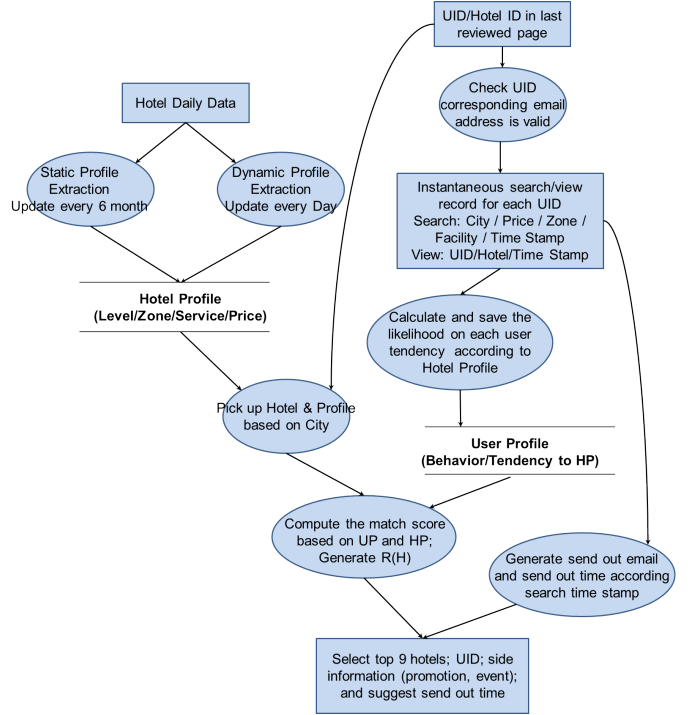 UID/Hotel ID in last
reviewed page
Check UID
corresponding email
address is valid
Hotel Daily Data
Static Profile
Extraction
Update every 6 month
Dynamic Profile
Extraction
Update every Day
Instantaneous search/view
record for each UID
Search: City / Price / Zone /
Facility / Time Stamp
View: UID/Hotel/Time Stamp
Hotel Profile
(Level/Zone/Service/Price)
Calculate and save the
likelihood on each user
tendency according to
Hotel Profile
Pick up Hotel & Profile
based on City
User Profile
(Behavior/Tendency to HP)
Compute the match score
based on UP and HP;
Generate R(H)
Generate send out email
and send out time according
search time stamp
Select top 9 hotels; UID; side
information (promotion, event);
and suggest send out time